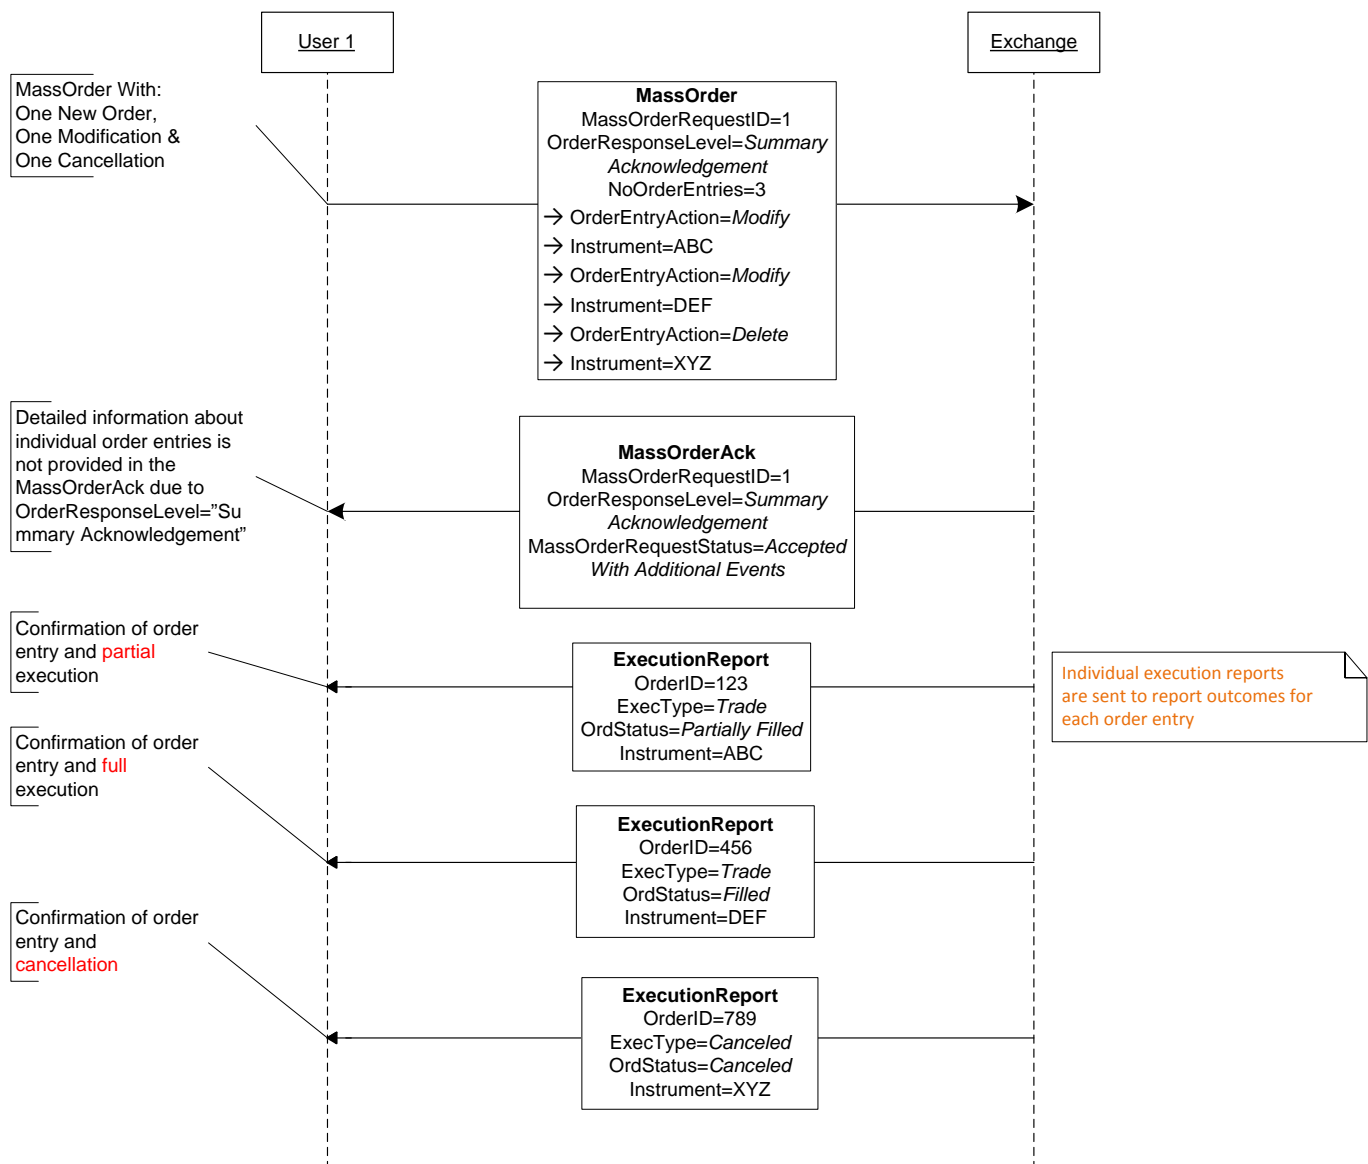 User 1
Exchange
MassOrder With:
One New Order,
One Modification &
One Cancellation
MassOrder
MassOrderRequestID=1
OrderResponseLevel=Summary
Acknowledgement
NoOrderEntries=3
→ OrderEntryAction=Modify
→ Instrument=ABC
→ OrderEntryAction=Modify
→ Instrument=DEF
→ OrderEntryAction=Delete
→ Instrument=XYZ
Detailed information about
individual order entries is
not provided in the
MassOrderAck due to
OrderResponseLevel=”Su
mmary Acknowledgement”
MassOrderAck
MassOrderRequestID=1
OrderResponseLevel=Summary
Acknowledgement
MassOrderRequestStatus=Accepted
With Additional Events
Confirmation of order
entry and partial
execution
ExecutionReport
OrderID=123
ExecType=Trade
OrdStatus=Partially Filled
Instrument=ABC
Individual execution reports
are sent to report outcomes for
each order entry
Confirmation of order
entry and full
execution
ExecutionReport
OrderID=456
ExecType=Trade
OrdStatus=Filled
Instrument=DEF
Confirmation of order
entry and
cancellation
ExecutionReport
OrderID=789
ExecType=Canceled
OrdStatus=Canceled
Instrument=XYZ